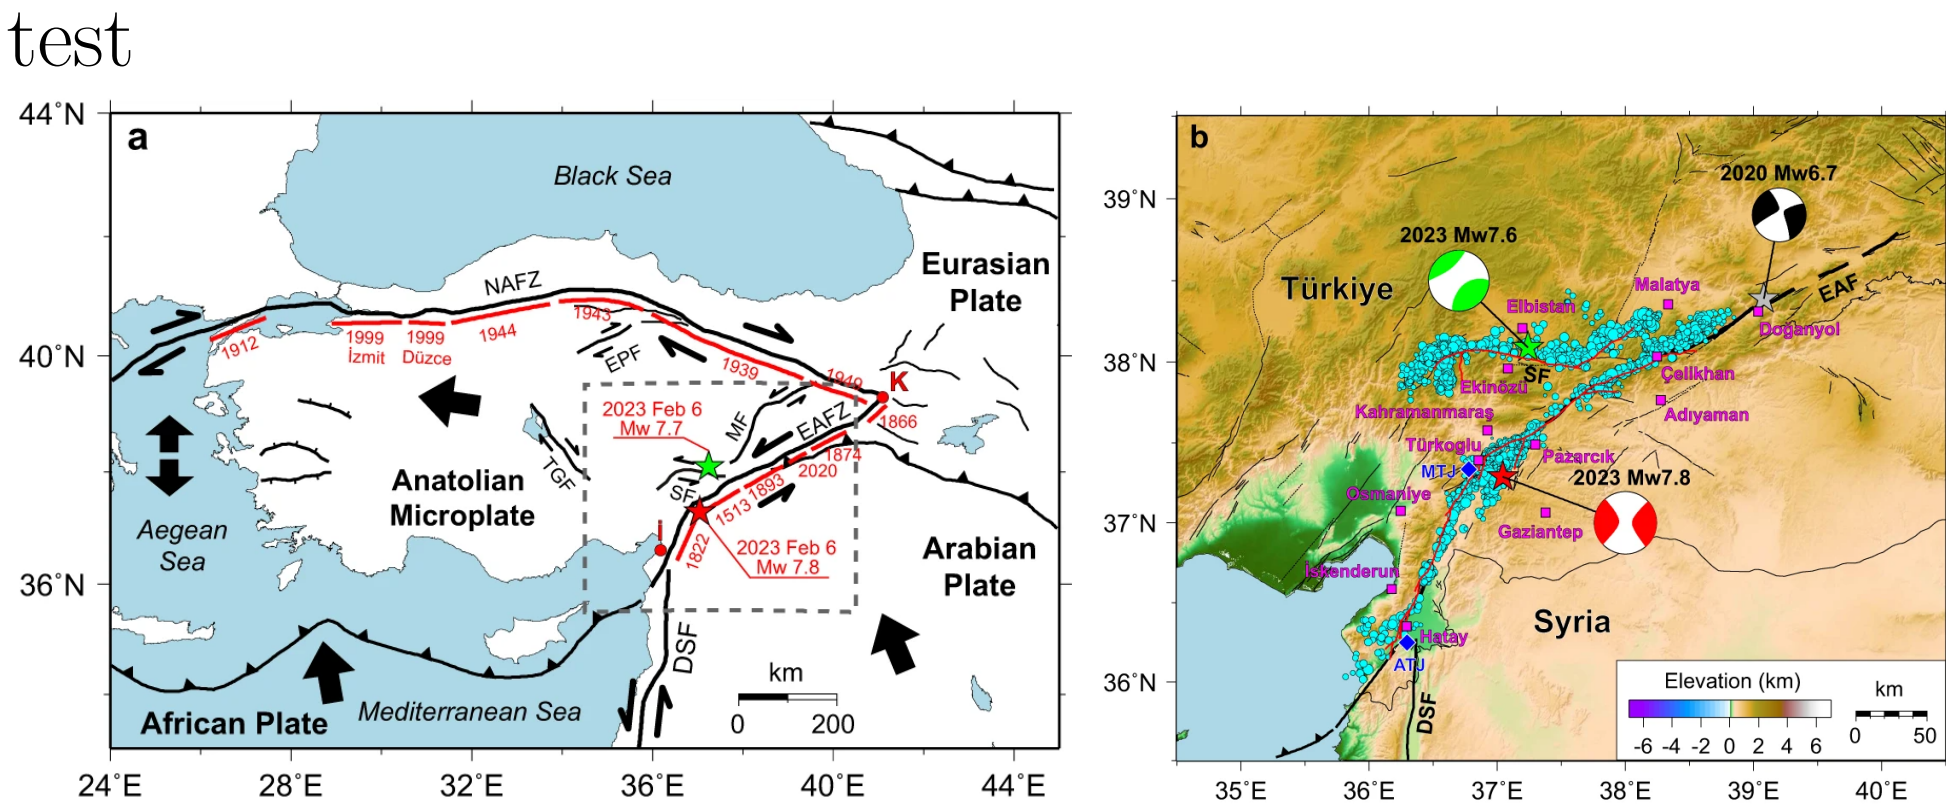 test
a
44°N
40°N
36°N
24°E
28°E
32°E
36°E
40°E
44°E
Black Sea
Eurasian
Plate
NAFZ
1912
1999
İzmit
1999
Düzce
1944
1943
1939
1949
K
1866
EPF
MF
EAFZ
1874
2020
1893
1513
1822
2023 Feb 6
Mw 7.7
SF
TGF
İ
2023 Feb 6
Mw 7.8
Anatolian
Microplate
Aegean
Sea
Arabian
Plate
DSF
km
0
200
African Plate
Mediterranean Sea
b
39°N
38°N
37°N
36°N
35°E
36°E
37°E
38°E
39°E
40°E
2020 Mw6.7
2023 Mw7.6
Türkiye
Elbistan
Malatya
EAF
Doğanyol
SF
Ekinözü
Çelikhan
Kahramanmaraş
Adıyaman
Türkoglu
Pazarcık
MTJ
2023 Mw7.8
Osmaniye
Gaziantep
İskenderun
Syria
Hatay
ATJ
DSF
Elevation (km)
-6 -4 -2 0 2 4 6
km
0 50